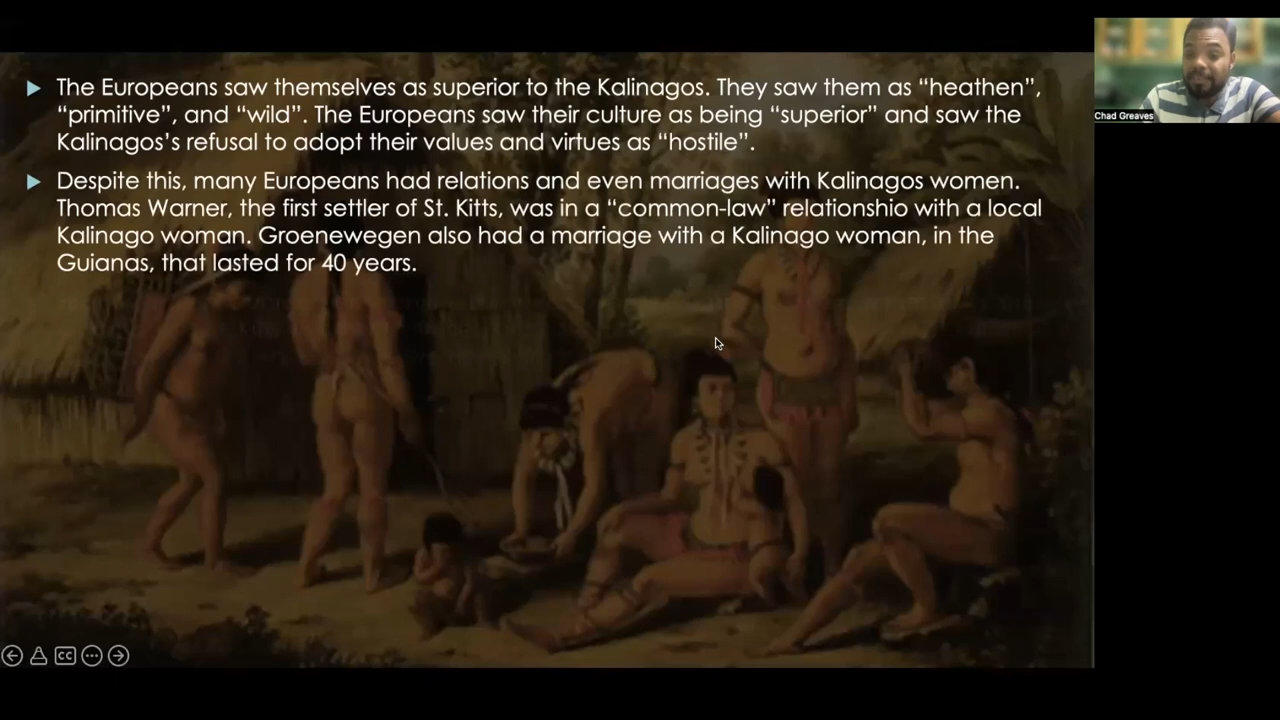 The Europeans saw themselves as superior to the Kalinagos. They saw them as “heathen”,
“primitive”, and “wild”. The Europeans saw their culture as being “superior” and saw the
Kalinagos’s refusal to adopt their values and virtues as “hostile”.
Despite this, many Europeans had relations and even marriages with Kalinagos women.
Thomas Warner, the first settler of St. Kitts, was in a “common-law” relationshio with a local
Kalinago woman. Groenewegen also had a marriage with a Kalinago woman, in the
Guianas, that lasted for 40 years.
Chad Greaves
CC